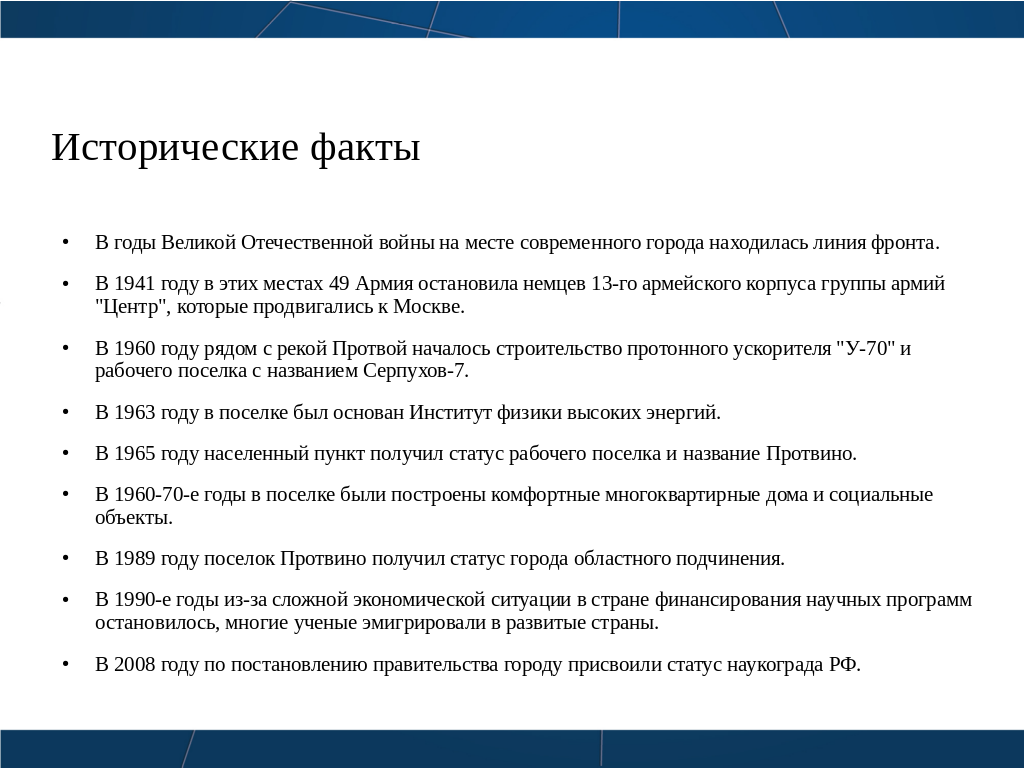 Исторические факты
• В годы Великой Отечественной войны на месте современного города находилась линия фронта.
• В 1941 году в этих местах 49 Армия остановила немцев 13-го армейского корпуса группы армий
"Центр", которые продвигались к Москве.
• В 1960 году рядом с рекой Протвой началось строительство протонного ускорителя "У-70" и
рабочего поселка с названием Серпухов-7.
• В 1963 году в поселке был основан Институт физики высоких энергий.
• В 1965 году населенный пункт получил статус рабочего поселка и название Протвино.
• В 1960-70-е годы в поселке были построены комфортные многоквартирные дома и социальные
объекты.
• В 1989 году поселок Протвино получил статус города областного подчинения.
• В 1990-е годы из-за сложной экономической ситуации в стране финансирования научных программ
остановилось, многие ученые эмигрировали в развитые страны.
• В 2008 году по постановлению правительства городу присвоили статус наукограда РФ.